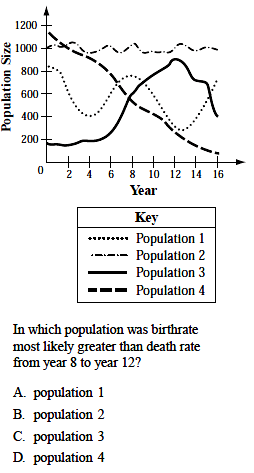 Population Size
1200
1000
800
600
400
200
0
2 4 6 8 10 12 14 16
Year
Key
Population 1
Population 2
Population 3
Population 4
In which population was birthrate
most likely greater than death rate
from year 8 to year 12?
A. population 1
B. population 2
C. population 3
D. population 4